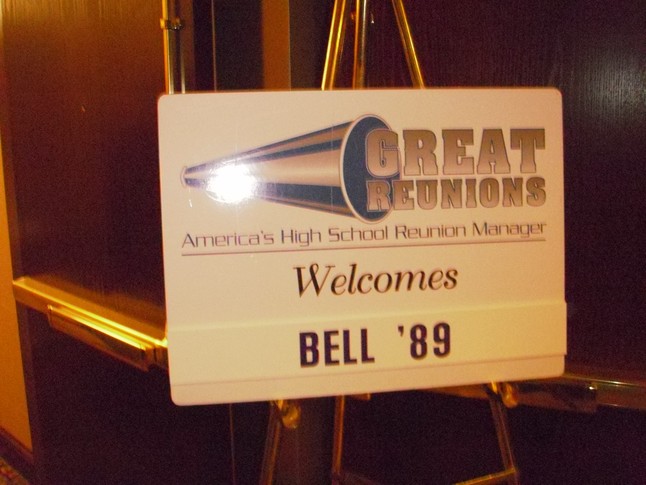 GREAT
REUNIONS
America's High School Reunion Manager
Welcomes
BELL '89